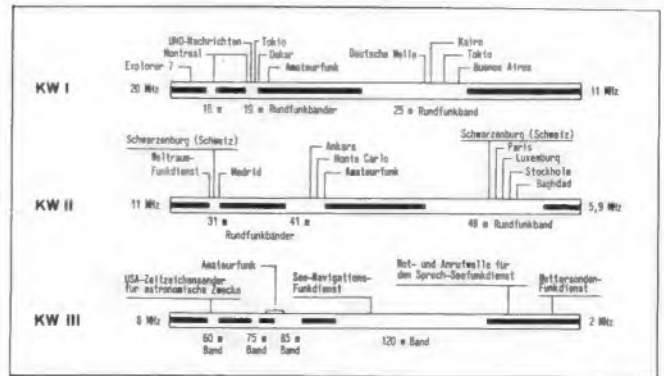 UNO-Nachrichten
Tokio
Kairo
Montreal
Dakar
Deutsche Welle
Tokio
Explorer 7
Amateurfunk
Buenos Aires
KW I
20 MHz
11 MHz
16 m
19 m Rundfunkbänder
25 m Rundfunkband
Schwarzenburg (Schweiz)
Ankara
Schwarzenburg (Schweiz)
Paris
Weltraum-
Monte Carlo
Luxemburg
Funkdienst
Madrid
Amateurfunk
Stockholm
Baghdad
KW II
11 MHz
5,9 MHz
31 m
41 m
49 m Rundfunkband
Rundfunkbänder
Amateurfunk
Not- und Anrufwelle für
USA-Zeitzeichensender
See-Navigations-
den Sprech-Seefunkdienst
Wettersonden-
für astronomische Zwecke
Funkdienst
Funkdienst
KW III
2 MHz
60 m
75 m
85 m
120 m Band
Band
Band
Band